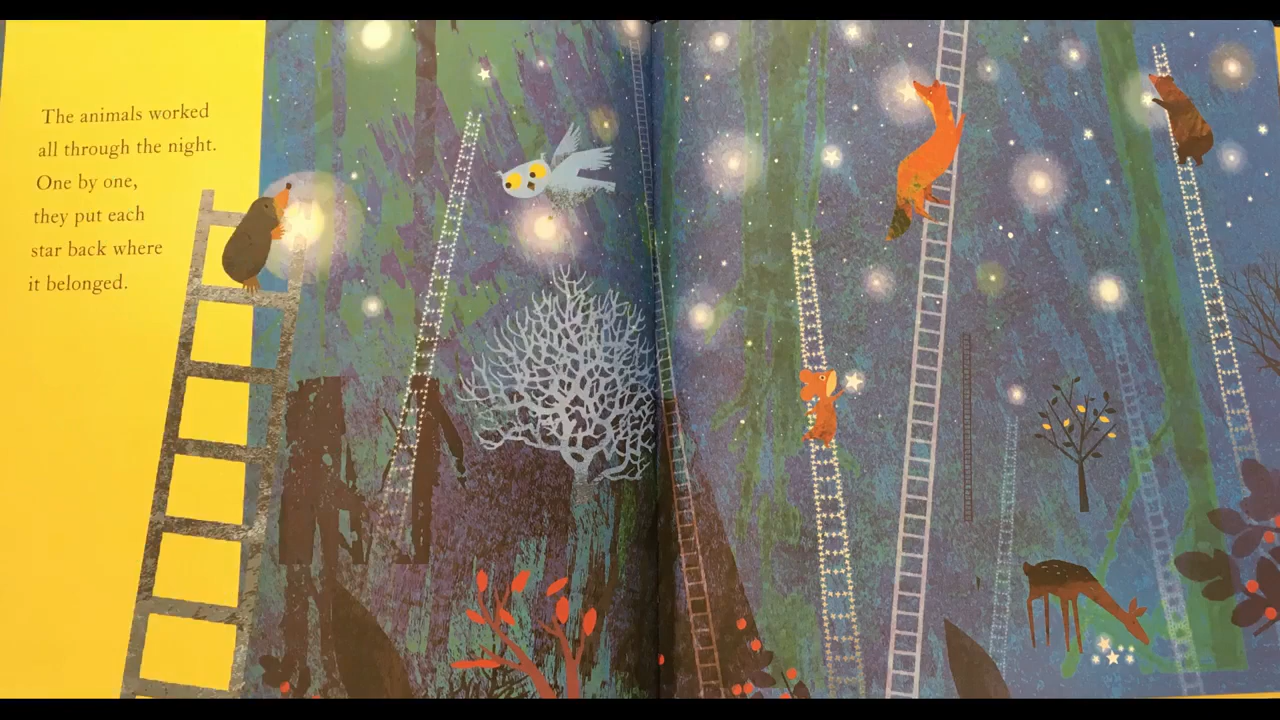 The animals worked
all through the night.
One by one,
they put each
star back where
it belonged.